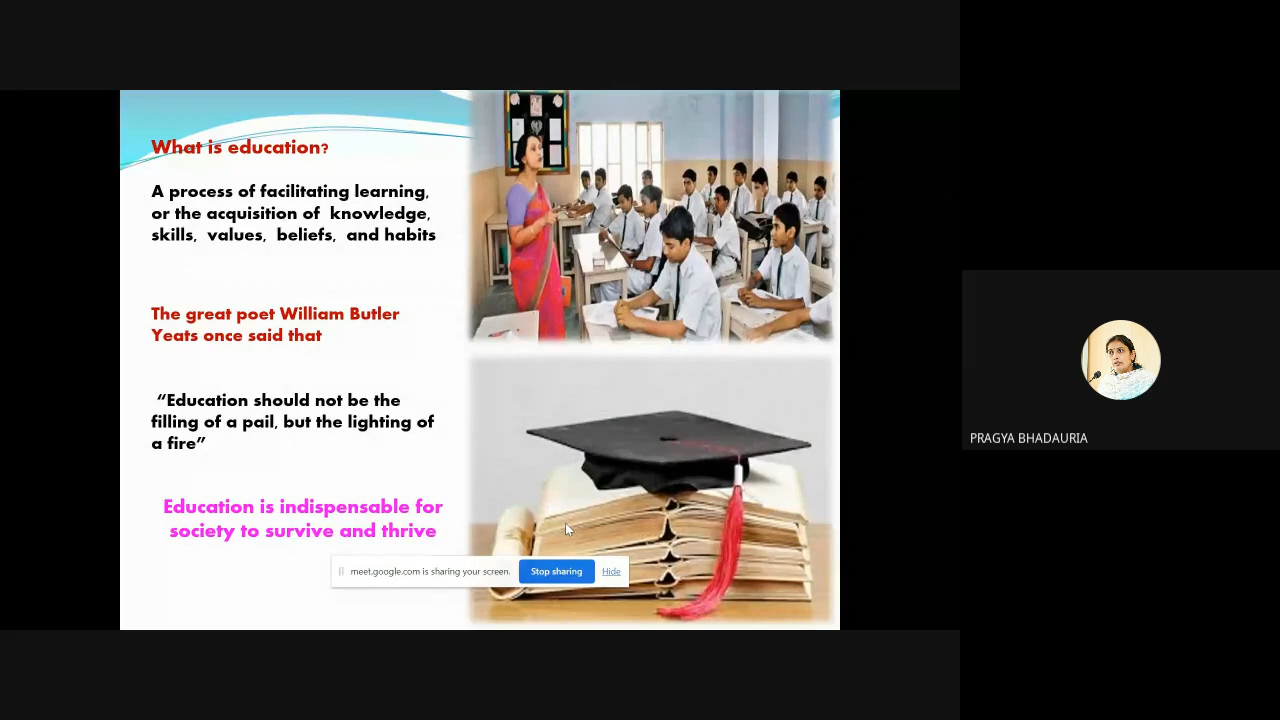 What is education?
A process of facilitating learning,
or the acquisition of knowledge,
skills, values, beliefs, and habits
The great poet William Butler
Yeats once said that
“Education should not be the
filling of a pail, but the lighting of
a fire”
Education is indispensable for
society to survive and thrive
meet.google.com is sharing your screen. Stop sharing Hide
PRAGYA BHADAURIA